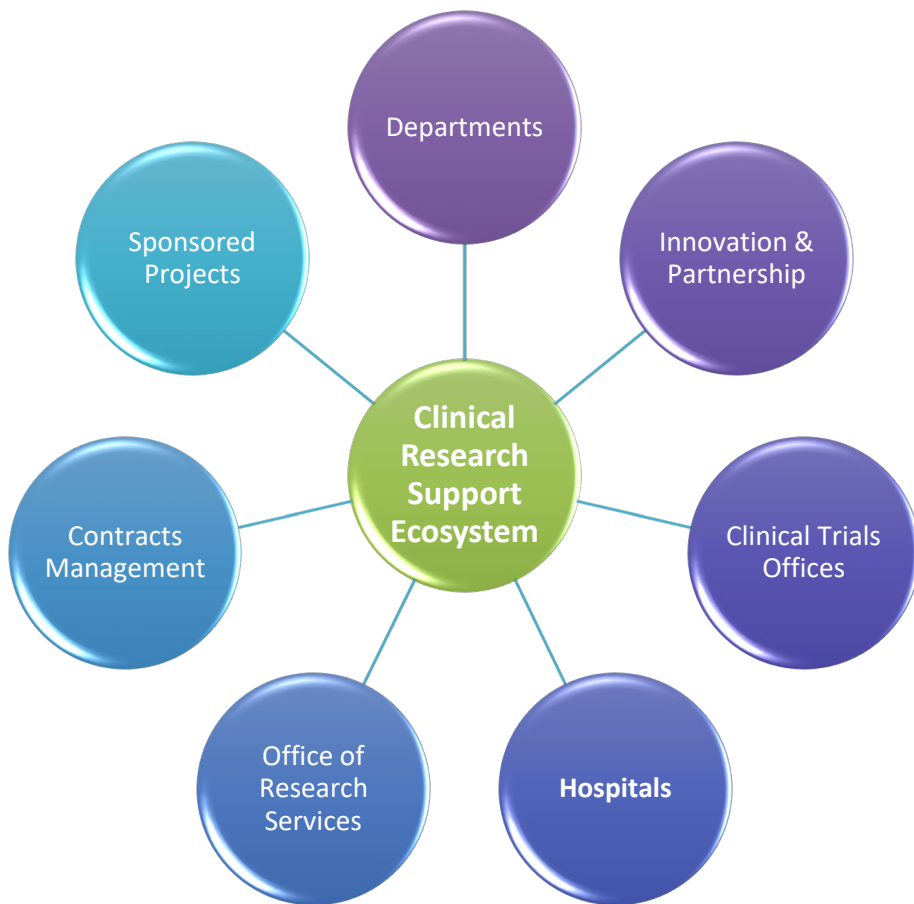 Departments
Innovation &
Partnership
Clinical Trials
Offices
Hospitals
Office of
Research
Services
Contracts
Management
Sponsored
Projects
Clinical
Research
Support
Ecosystem